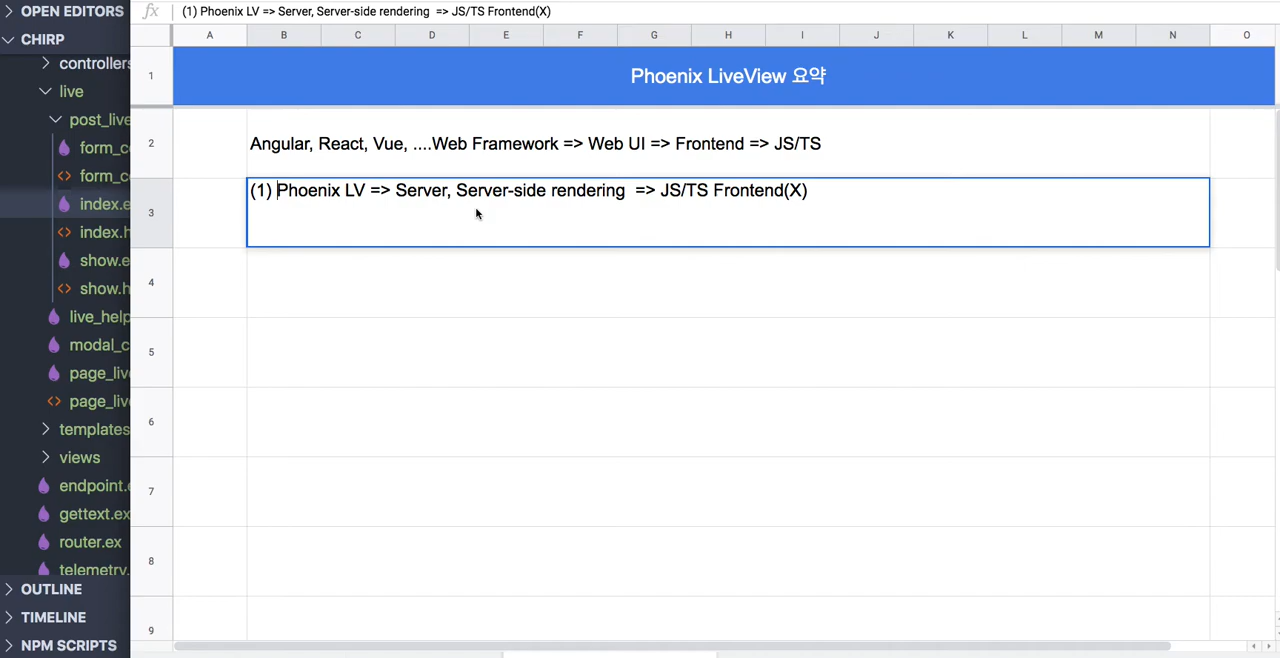 OPEN EDITORS
CHIRP
controllers
live
post_live
form_c
form_c
index.e
index.h
show.e
show.h
live_help
modal_c
page_liv
page_liv
templates
views
endpoint.e
gettext.ex
router.ex
telemetry.
OUTLINE
TIMELINE
NPM SCRIPTS
fx (1) Phoenix LV => Server, Server-side rendering => JS/TS Frontend(X)
A B C D E F G H I J K L M N O
1 Phoenix LiveView 요약
2 Angular, React, Vue, ....Web Framework => Web UI => Frontend => JS/TS
3 (1) Phoenix LV => Server, Server-side rendering => JS/TS Frontend(X)
4
5
6
7
8
9